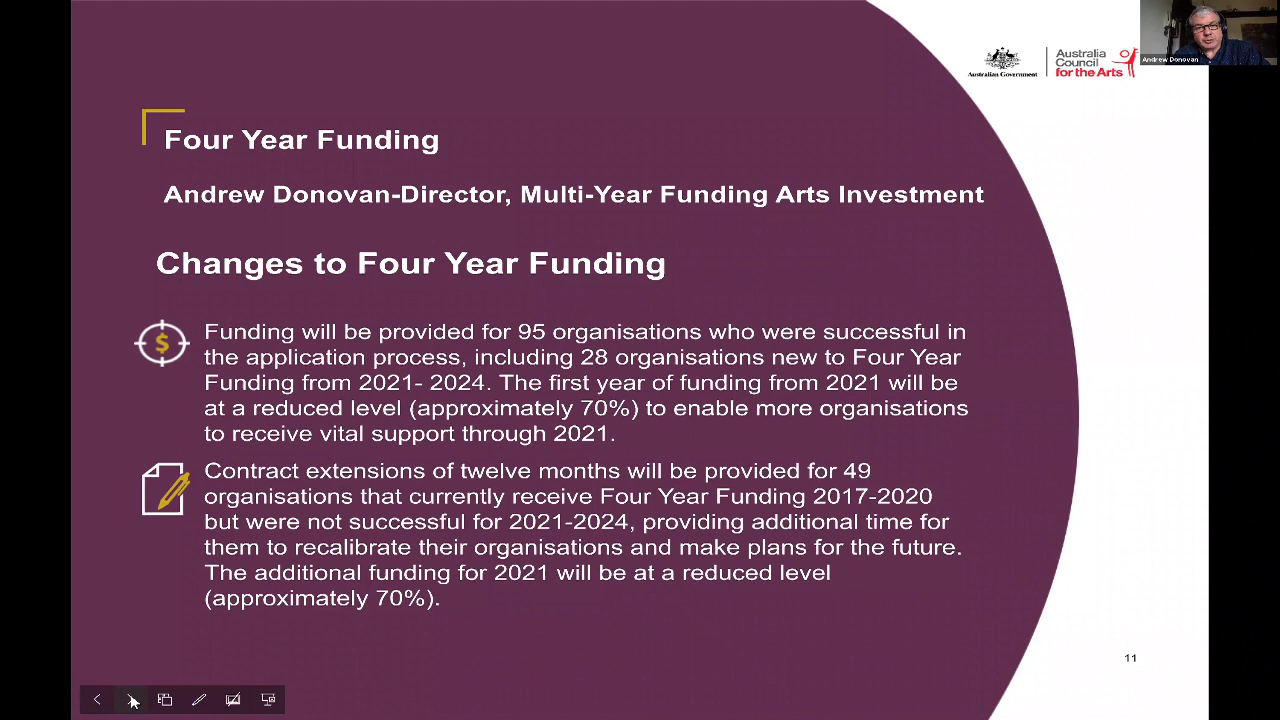 Australian Government
Australia
Council
for the Arts
Andrew Donovan
Four Year Funding
Andrew Donovan-Director, Multi-Year Funding Arts Investment
Changes to Four Year Funding
$
Funding will be provided for 95 organisations who were successful in
the application process, including 28 organisations new to Four Year
Funding from 2021- 2024. The first year of funding from 2021 will be
at a reduced level (approximately 70%) to enable more organisations
to receive vital support through 2021.
Contract extensions of twelve months will be provided for 49
organisations that currently receive Four Year Funding 2017-2020
but were not successful for 2021-2024, providing additional time for
them to recalibrate their organisations and make plans for the future.
The additional funding for 2021 will be at a reduced level
(approximately 70%).
11